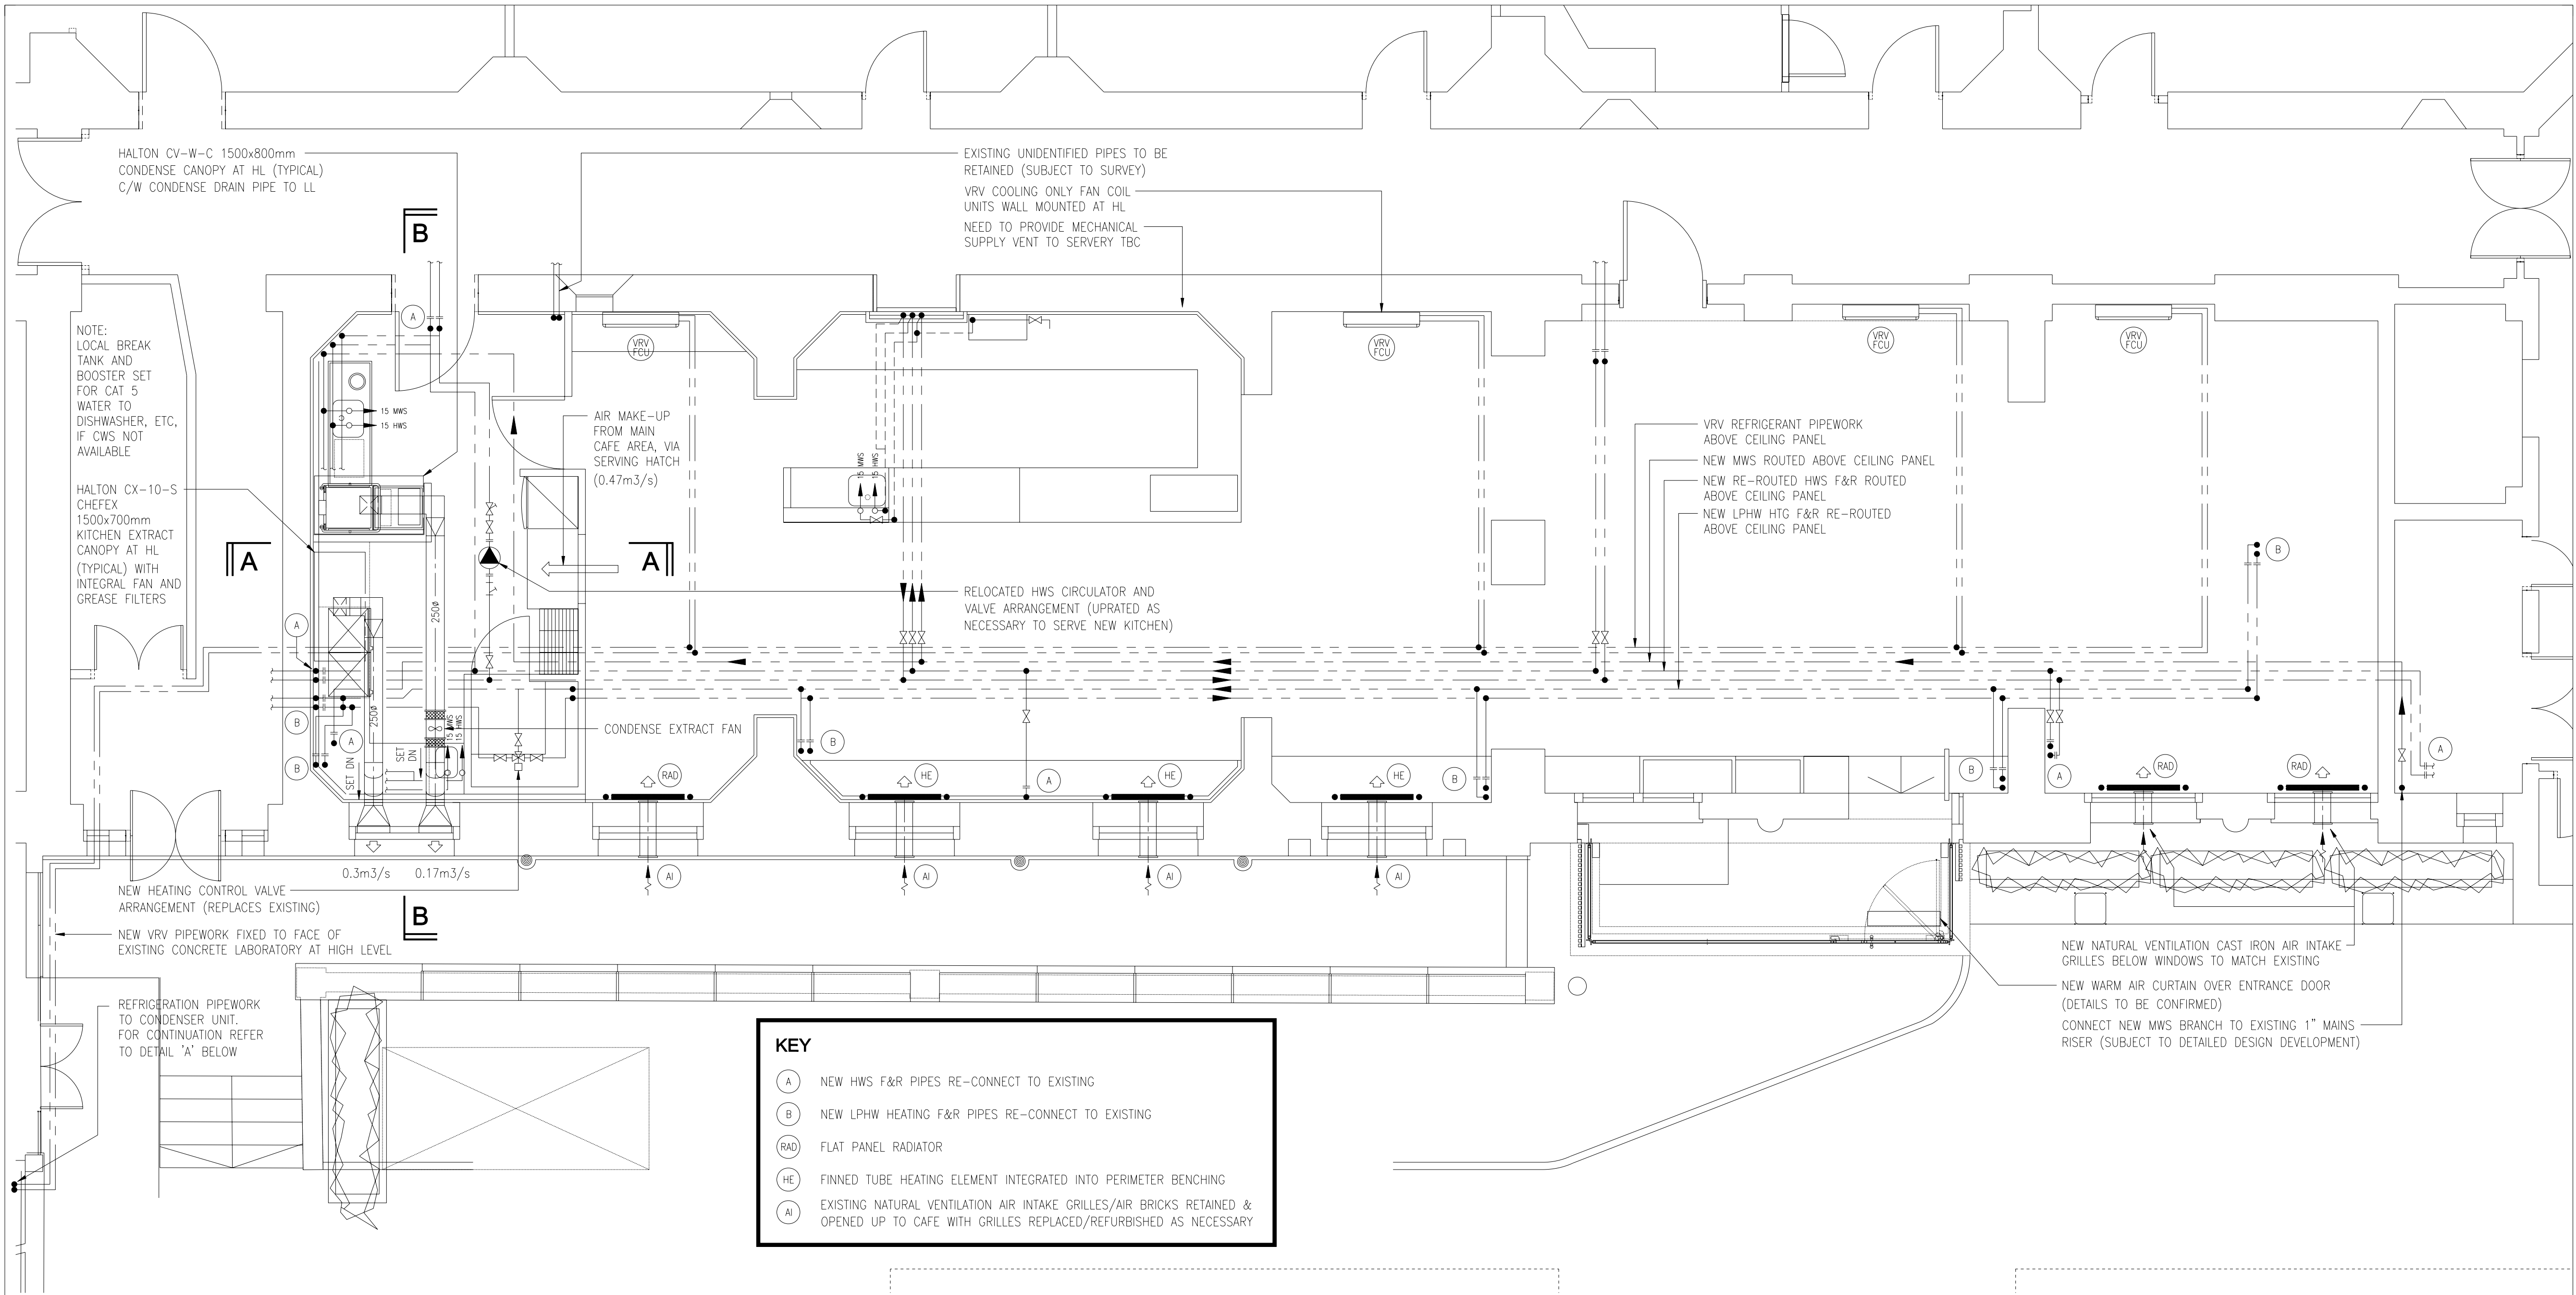 HALTON CV-W-C 1500x800mm
CONDENSE CANOPY AT HL (TYPICAL)
C/W CONDENSE DRAIN PIPE TO LL
EXISTING UNIDENTIFIED PIPES TO BE
RETAINED (SUBJECT TO SURVEY)
VRV COOLING ONLY FAN COIL
UNITS WALL MOUNTED AT HL
NEED TO PROVIDE MECHANICAL
SUPPLY VENT TO SERVERY TBC
B
A
NOTE:
LOCAL BREAK
TANK AND
BOOSTER SET
FOR CAT 5
WATER TO
DISHWASHER, ETC,
IF CWS NOT
AVAILABLE
VRV
FCU
VRV
FCU
VRV
FCU
VRV
FCU
15 MWS
15 HWS
AIR MAKE-UP
FROM MAIN
CAFE AREA, VIA
SERVING HATCH
(0.47m3/s)
15 MWS
15 HWS
VRV REFRIGERANT PIPEWORK
ABOVE CEILING PANEL
NEW MWS ROUTED ABOVE CEILING PANEL
NEW RE-ROUTED HWS F&R ROUTED
ABOVE CEILING PANEL
NEW LPHW HTG F&R RE-ROUTED
ABOVE CEILING PANEL
HALTON CX-10-S
CHEFEX
1500x700mm
KITCHEN EXTRACT
CANOPY AT HL
(TYPICAL) WITH
INTEGRAL FAN AND
GREASE FILTERS
A
A
B
RELOCATED HWS CIRCULATOR AND
VALVE ARRANGEMENT (UPRATED AS
NECESSARY TO SERVE NEW KITCHEN)
250ø
A
250ø
B
A
B
SET DN
SET
DN
15 MWS
15 HWS
CONDENSE EXTRACT FAN
B
RAD
HE
A
HE
HE
B
B
A
RAD
RAD
A
0.3m3/s
0.17m3/s
AI
AI
AI
AI
NEW HEATING CONTROL VALVE
ARRANGEMENT (REPLACES EXISTING)
B
NEW VRV PIPEWORK FIXED TO FACE OF
EXISTING CONCRETE LABORATORY AT HIGH LEVEL
NEW NATURAL VENTILATION CAST IRON AIR INTAKE
GRILLES BELOW WINDOWS TO MATCH EXISTING
NEW WARM AIR CURTAIN OVER ENTRANCE DOOR
(DETAILS TO BE CONFIRMED)
CONNECT NEW MWS BRANCH TO EXISTING 1" MAINS
RISER (SUBJECT TO DETAILED DESIGN DEVELOPMENT)
REFRIGERATION PIPEWORK
TO CONDENSER UNIT.
FOR CONTINUATION REFER
TO DETAIL 'A' BELOW
KEY
A NEW HWS F&R PIPES RE-CONNECT TO EXISTING
B NEW LPHW HEATING F&R PIPES RE-CONNECT TO EXISTING
RAD FLAT PANEL RADIATOR
HE FINNED TUBE HEATING ELEMENT INTEGRATED INTO PERIMETER BENCHING
AI EXISTING NATURAL VENTILATION AIR INTAKE GRILLES/AIR BRICKS RETAINED &
OPENED UP TO CAFE WITH GRILLES REPLACED/REFURBISHED AS NECESSARY